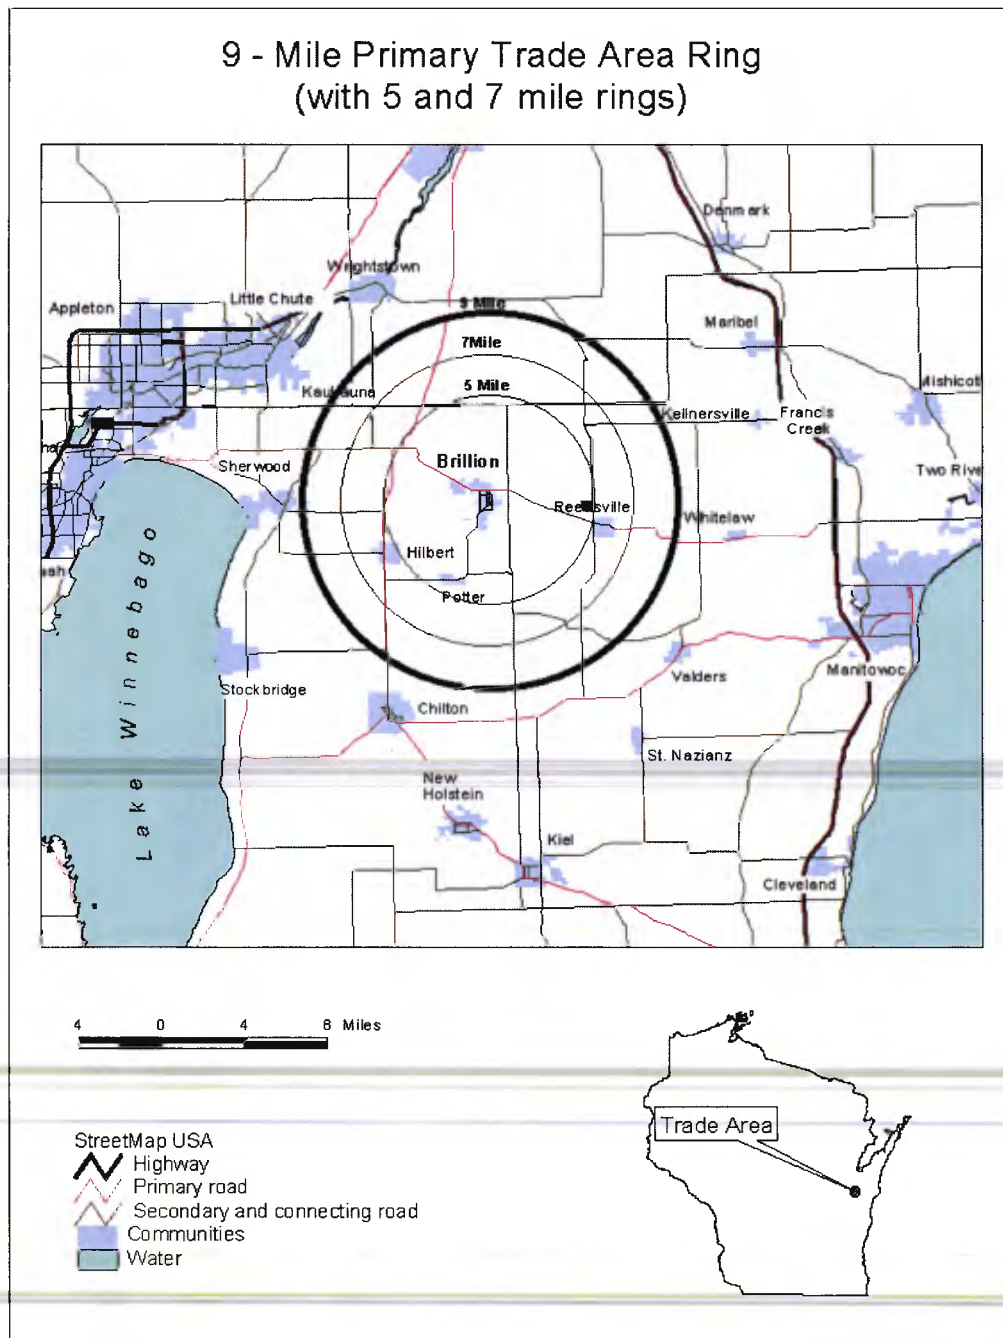 9 - Mile Primary Trade Area Ring
(with 5 and 7 mile rings)
Denmark
Wrightstown
Little Chute
Appleton
9 Mile
Maribel
7Mile
5 Mile
Kaukauna
Mishicot
Kellnersville
Francis
Creek
Brillion
Sherwood
Two Rive
Reedsville
Whitelaw
Hilbert
Potter
Lake Winnebago
Valders
Manitowoc
Stockbridge
Chilton
St. Nazianz
New
Holstein
Kiel
Cleveland
4 0 4 8 Miles
Trade Area
StreetMap USA
Highway
Primary road
Secondary and connecting road
Communities
Water